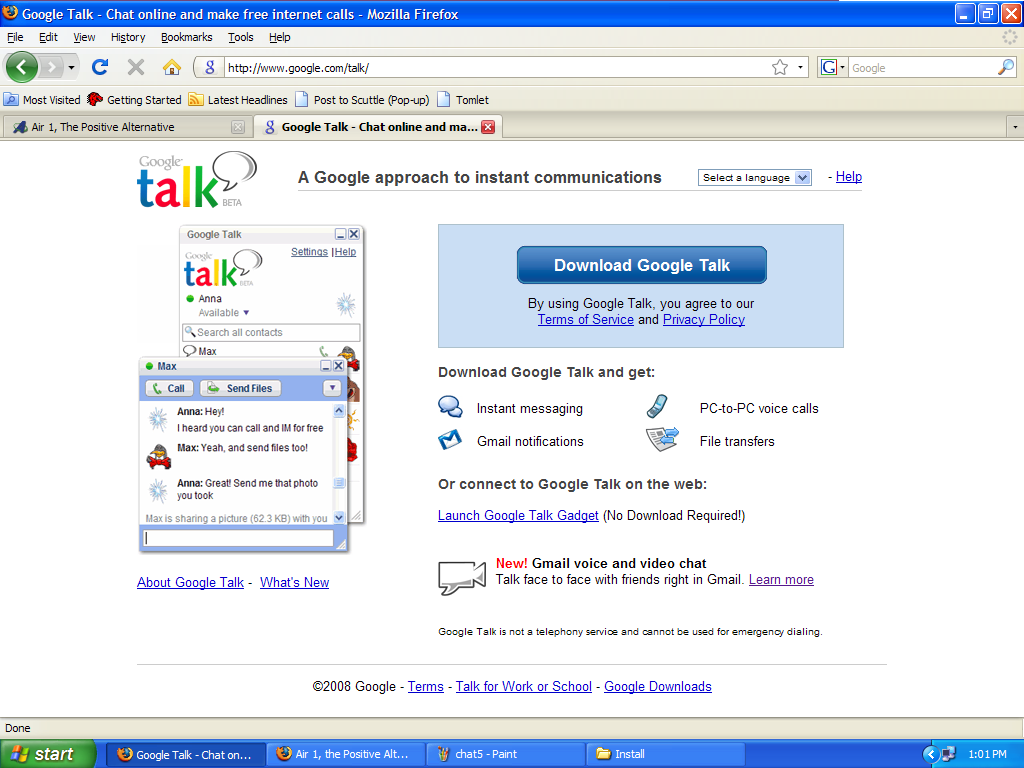 Google Talk - Chat online and make free internet calls - Mozilla Firefox
File Edit View History Bookmarks Tools Help
http://www.google.com/talk/
Google
Most Visited Getting Started Latest Headlines Post to Scuttle (Pop-up) Tomlet
Air 1, The Positive Alternative
Google Talk - Chat online and ma...
Google
talk
BETA
A Google approach to instant communications
Select a language
- Help
Google Talk
Settings | Help
Google
talk
BETA
Anna
Available
Search all contacts
Max
Max
Call Send Files
Anna: Hey!
I heard you can call and IM for free
Max: Yeah, and send files too!
Anna: Great! Send me that photo
you took
Max is sharing a picture (62.3 KB) with you
About Google Talk - What's New
Download Google Talk
By using Google Talk, you agree to our
Terms of Service and Privacy Policy
Download Google Talk and get:
Instant messaging PC-to-PC voice calls
Gmail notifications File transfers
Or connect to Google Talk on the web:
Launch Google Talk Gadget (No Download Required!)
New! Gmail voice and video chat
Talk face to face with friends right in Gmail. Learn more
Google Talk is not a telephony service and cannot be used for emergency dialing.
©2008 Google - Terms - Talk for Work or School - Google Downloads
Done
start Google Talk - Chat on... Air 1, the Positive Alt... chat5 - Paint Install 1:01 PM